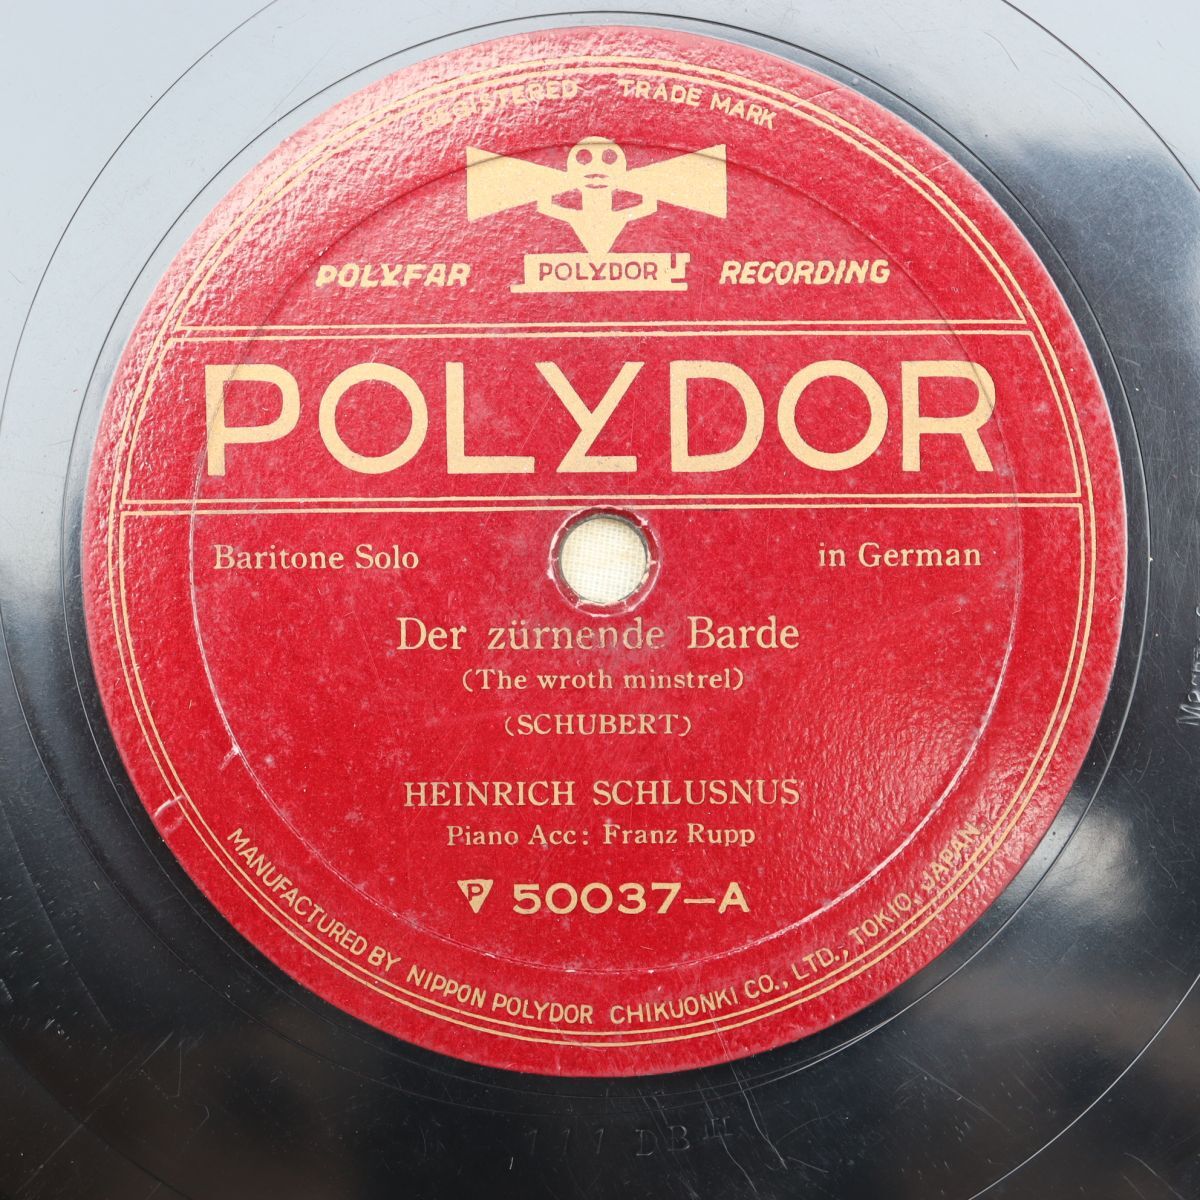 REGISTERED TRADE MARK
POLYDOR
POLYFAR RECORDING
POLYDOR
Baritone Solo in German
Der zürnende Barde
(The wroth minstrel)
(SCHUBERT)
HEINRICH SCHLUSNUS
Piano Acc: Franz Rupp
P 50037-A
MANUFACTURED BY NIPPON POLYDOR CHIKUONKI CO., LTD., TOKIO, JAPAN.